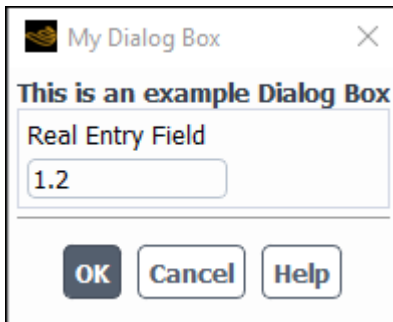 My Dialog Box
This is an example Dialog Box
Real Entry Field
1.2
OK Cancel Help